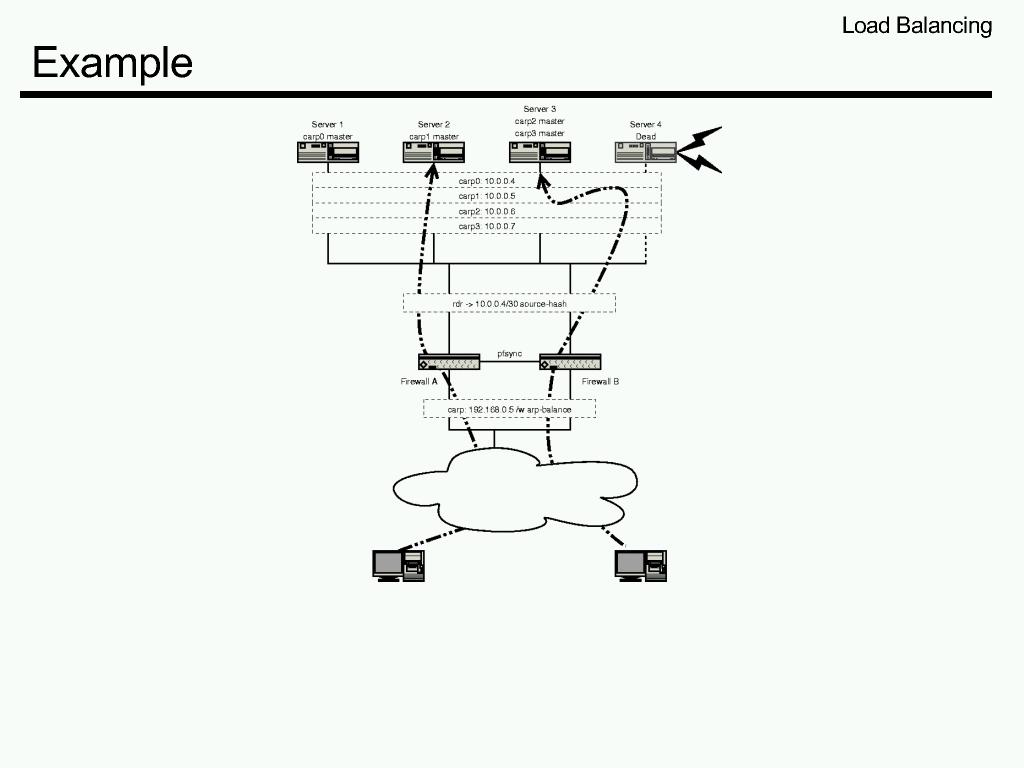 Load Balancing
Example
Server 1
carp0 master
Server 2
carp1 master
Server 3
carp2 master
carp3 master
Server 4
Dead
carp0: 10.0.0.4
carp1: 10.0.0.5
carp2: 10.0.0.6
carp3: 10.0.0.7
rdr -> 10.0.0.4/30 source-hash
pfsync
Firewall A
Firewall B
carp: 192.168.0.5 /w arp-balance